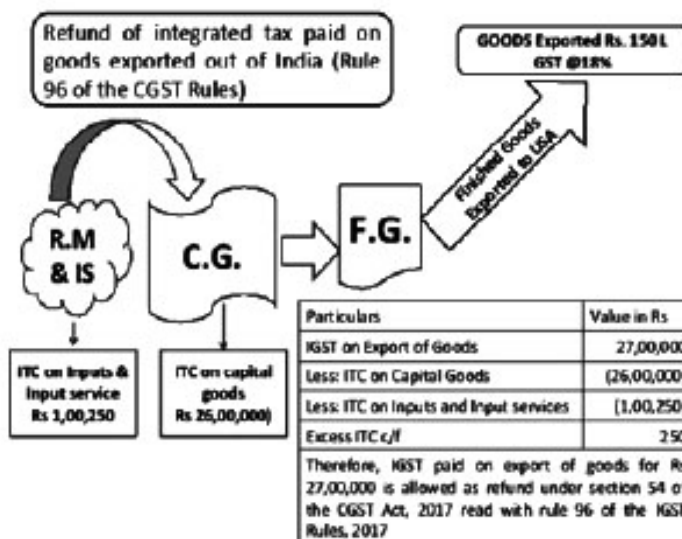 Refund of integrated tax paid on
goods exported out of India (Rule
96 of the CGST Rules)
GOODS Exported Rs. 150 L
GST @18%
Finished Goods
Exported to USA
R.M
& IS
C.G.
F.G.
ITC on Inputs &
Input service
Rs 1,00,250
ITC on capital
goods
Rs 26,00,000)
Particulars Value in Rs
IGST on Export of Goods 27,00,000
Less: ITC on Capital Goods (26,00,000
Less: ITC on Inputs and Input services (1,00,250
Excess ITC c/f 250
Therefore, IGST paid on export of goods for Rs
27,00,000 is allowed as refund under section 54 of
the CGST Act, 2017 read with rule 96 of the IGST
Rules, 2017